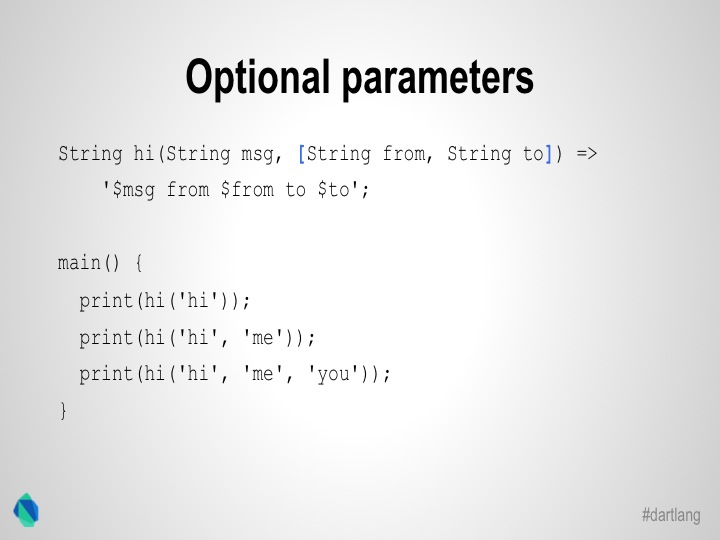 Optional parameters
String hi(String msg, [String from, String to]) =>
    '$msg from $from to $to';
main() {
  print(hi('hi'));
  print(hi('hi', 'me'));
  print(hi('hi', 'me', 'you'));
}
#dartlang